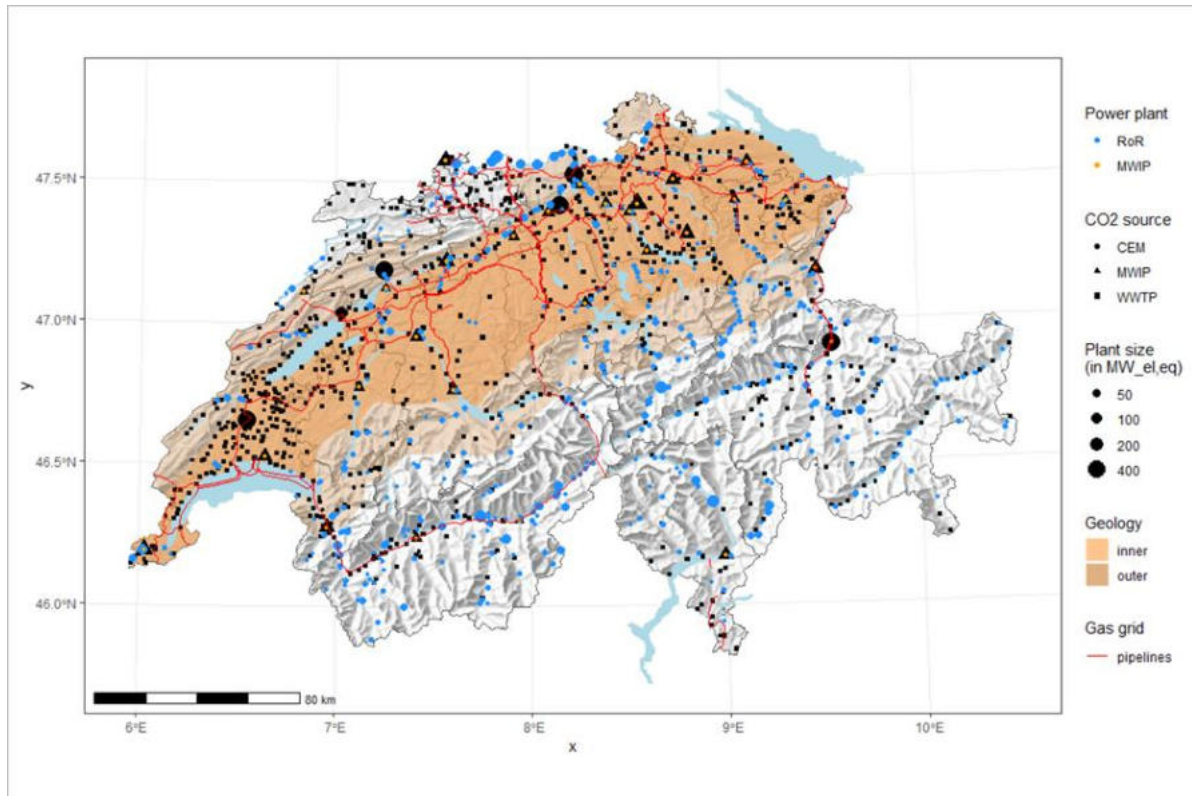 Power plant
RoR
MWIP
CO2 source
CEM
MWIP
WWTP
Plant size
(in MW_el,eq)
50
100
200
400
Geology
inner
outer
Gas grid
pipelines
47.5°N
47.0°N
46.5°N
46.0°N
y
80 km
6°E
7°E
8°E
9°E
10°E
x